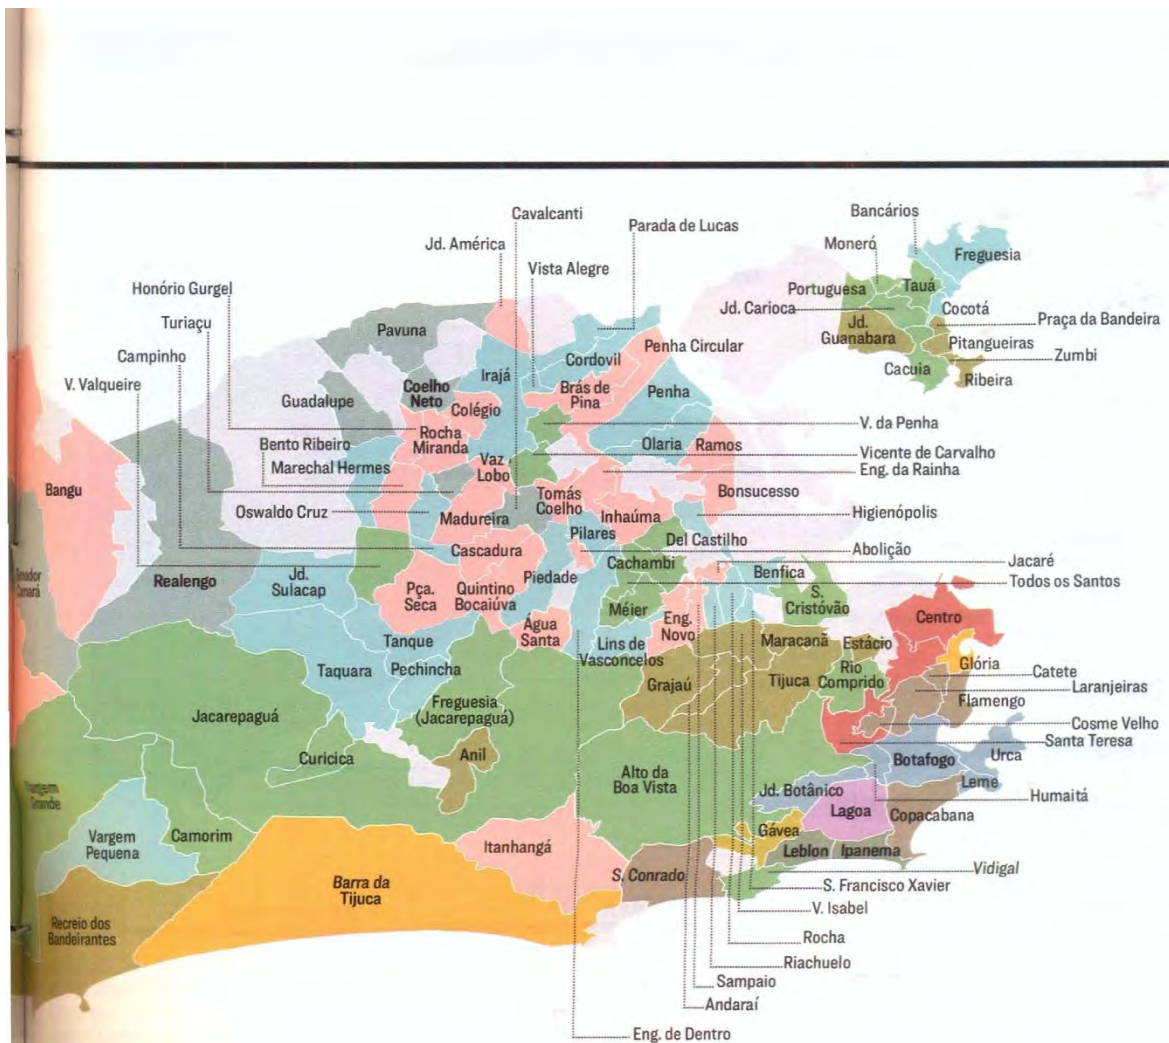 Cavalcanti
Parada de Lucas
Bancários
Jd. América
Moneró
Freguesia
Vista Alegre
Honório Gurgel
Portuguesa
Tauá
Jd. Carioca
Cocotá
Turiaçu
Pavuna
Praça da Bandeira
Jd.
Guanabara
Pitangueiras
Campinho
Cordovil
Penha Circular
Zumbi
V. Valqueire
Irajá
Cacuia
Ribeira
Coelho
Neto
Brás de
Pina
Penha
Guadalupe
Colégio
V. da Penha
Rocha
Miranda
Bento Ribeiro
Olaria
Ramos
Vicente de Carvalho
Marechal Hermes
Vaz
Lobo
Eng. da Rainha
Bangu
Tomás
Coelho
Bonsucesso
Oswaldo Cruz
Madureira
Inhaúma
Higienópolis
Pilares
Del Castilho
Cascadura
Abolição
Realengo
Jd.
Sulacap
Cachambi
Jacaré
Camará
Pça.
Seca
Quintino
Bocaiúva
Piedade
Benfica
Todos os Santos
Méier
S.
Cristóvão
Água
Santa
Eng.
Novo
Centro
Tanque
Lins de
Vasconcelos
Maracanã
Estácio
Taquara
Pechincha
Glória
Rio
Comprido
Catete
Grajaú
Tijuca
Laranjeiras
Freguesia
(Jacarepaguá)
Flamengo
Jacarepaguá
Cosme Velho
Santa Teresa
Curicica
Anil
Botafogo
Urca
Alto da
Boa Vista
Leme
Jd. Botânico
Humaitá
Grande
Lagoa
Copacabana
Vargem
Pequena
Camorim
Gávea
Itanhangá
Leblon
Ipanema
Barra da
Tijuca
S. Conrado
Vidigal
S. Francisco Xavier
V. Isabel
Recreio dos
Bandeirantes
Rocha
Riachuelo
Sampaio
Andaraí
Eng. de Dentro